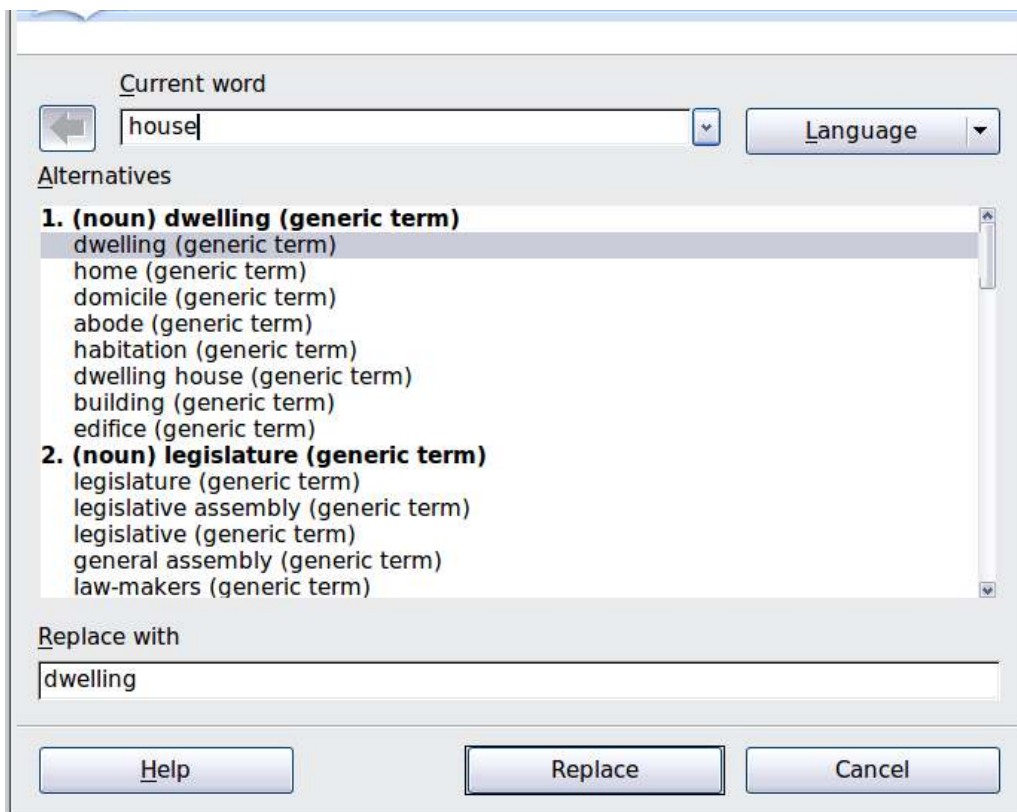 Current word
house
Language
Alternatives
1. (noun) dwelling (generic term)
dwelling (generic term)
home (generic term)
domicile (generic term)
abode (generic term)
habitation (generic term)
dwelling house (generic term)
building (generic term)
edifice (generic term)
2. (noun) legislature (generic term)
legislature (generic term)
legislative assembly (generic term)
legislative (generic term)
general assembly (generic term)
law-makers (generic term)
Replace with
dwelling
Help
Replace
Cancel